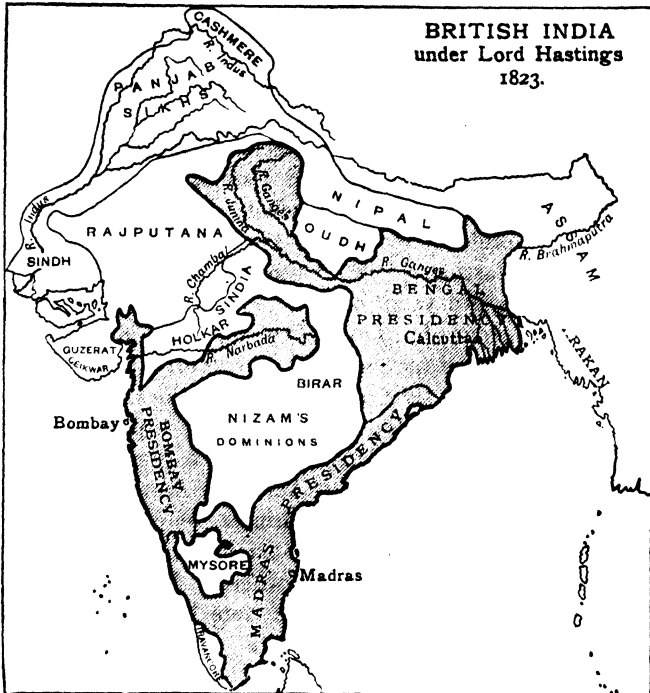 BRITISH INDIA
under Lord Hastings
1823.
CASHMERE
R. Indus
PANJAB
SIKHS
R. Indus
SINDH
RAJPUTANA
R. Jumna
R. Ganges
NIPAL
OUDH
ASSAM
R. Brahmaputra
R. Chambal
SINDIA
HOLKAR
R. Narbada
R. Ganges
BENGAL
PRESIDENCY
Calcutta
ARAKAN
GUZERAT
GEIKWAR
BIRAR
Bombay
BOMBAY
PRESIDENCY
NIZAM'S
DOMINIONS
MADRAS
PRESIDENCY
MYSORE
Madras
TRAVANCORE